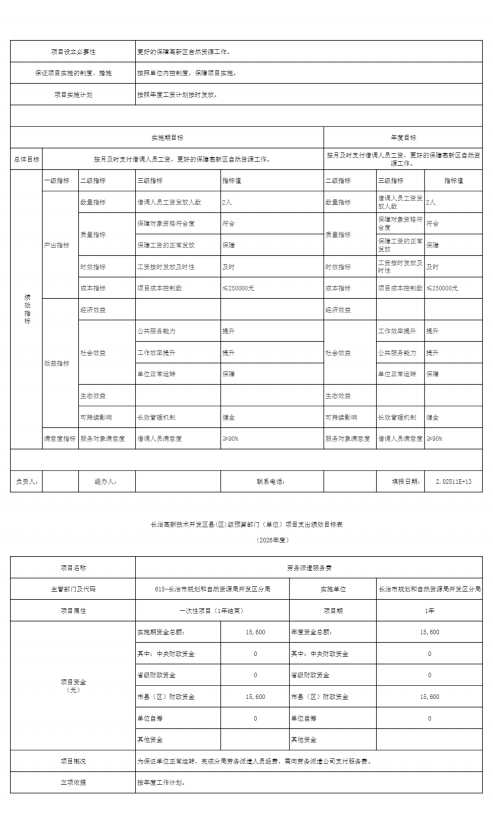 项目设立必要性 更好的保障高新区自然资源工作。
保证项目实施的制度、措施 按照单位内控制度，保障项目实施。
项目实施计划 按照年度工资计划按时发放。
实施期目标 年度目标
总体目标 按月及时支付借调人员工资，更好的保障高新区自然资源工作。 按月及时支付借调人员工资，更好的保障高新区自然资源工作。
绩效指标 一级指标 二级指标 三级指标 指标值 二级指标 三级指标 指标值
产出指标 数量指标 借调人员工资发放人数 2人 数量指标 借调人员工资发放人数 2人
质量指标 保障对象资格符合度 符合 质量指标 保障对象资格符合度 符合
保障工资的正常发放 保障 保障工资的正常发放 保障
时效指标 工资按时发放及时性 及时 时效指标 工资按时发放及时性 及时
成本指标 项目成本控制数 ≤250000元 成本指标 项目成本控制数 ≤250000元
效益指标 经济效益 经济效益
社会效益 公共服务能力 提升 社会效益 工作效率提升 提升
工作效率提升 提升 公共服务能力 提升
单位正常运转 保障 单位正常运转 保障
生态效益 生态效益
可持续影响 长效管理机制 健全 可持续影响 长效管理机制 健全
满意度指标 服务对象满意度 借调人员满意度 ≥90% 服务对象满意度 借调人员满意度 ≥90%
负责人： 经办人： 联系电话： 填报日期： 2.02511E+13
长治高新技术开发区县(区)级预算部门（单位）项目支出绩效目标表
（2026年度）
项目名称 劳务派遣服务费
主管部门及代码 615-长治市规划和自然资源局开发区分局 实施单位 长治市规划和自然资源局开发区分局
项目属性 一次性项目（1年结束） 项目期 1年
项目资金（元） 实施期资金总额： 15,600 年度资金总额： 15,600
其中：中央财政资金 0 其中：中央财政资金 0
省级财政资金 0 省级财政资金 0
市县（区）财政资金 15,600 市县（区）财政资金 15,600
单位自筹 0 单位自筹 0
其他资金 其他资金
项目概况 为保证单位正常运转，完成分局劳务派遣人员经费，需向劳务派遣公司支付服务费。
立项依据 按年度工作计划。